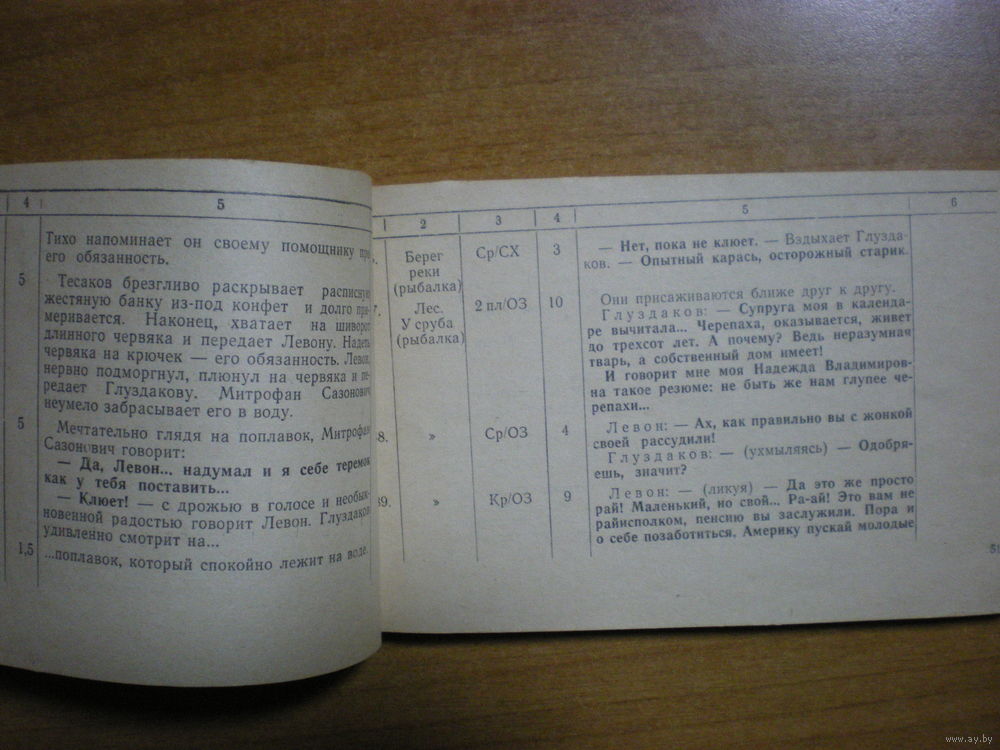 4 5
Тихо напоминает он своему помощнику
его обязанность.
5 Тесаков брезгливо раскрывает расписную
жестяную банку из-под конфет и долго при-
меривается. Наконец, хватает на шиворот
длинного червяка и передает Левону. Надеть
червяка на крючек — его обязанность. Левон
нервно подморгнул, плюнул на червяка и пе-
редает Глуздакову. Митрофан Сазонович
неумело забрасывает его в воду.
5 Мечтательно глядя на поплавок, Митрофан
Сазонович говорит:
— Да, Левон... надумал и я себе теремок
как у тебя поставить...
— Клюет! — с дрожью в голосе и необык-
новенной радостью говорит Левон. Глуздаков
удивленно смотрит на...
1,5 ...поплавок, который спокойно лежит на воде.
2 3 4 5 6
Берег Ср/СХ 3 — Нет, пока не клюет. — Вздыхает Глузда-
реки ков. — Опытный карась, осторожный старик.
(рыбалка)
Лес. 2 пл/ОЗ 10 Они присаживаются ближе друг к другу.
У сруба Глуздаков: — Супруга моя в календа-
(рыбалка) ре вычитала... Черепаха, оказывается, живет
до трехсот лет. А почему? Ведь неразумная
тварь, а собственный дом имеет!
И говорит мне моя Надежда Владимиров-
на такое резюме: не быть же нам глупее че-
репахи...
8. » Ср/ОЗ 4 Левон: — Ах, как правильно вы с жонкой
своей рассудили!
Глуздаков: — (ухмыляясь) — Одобря-
ешь, значит?
9. » Кр/ОЗ 9 Левон: — (ликуя) — Да это же просто
рай! Маленький, но свой... Ра-ай! Это вам не
райисполком, пенсию вы заслужили. Пора и
о себе позаботиться. Америку пускай молодые
www.ay.by